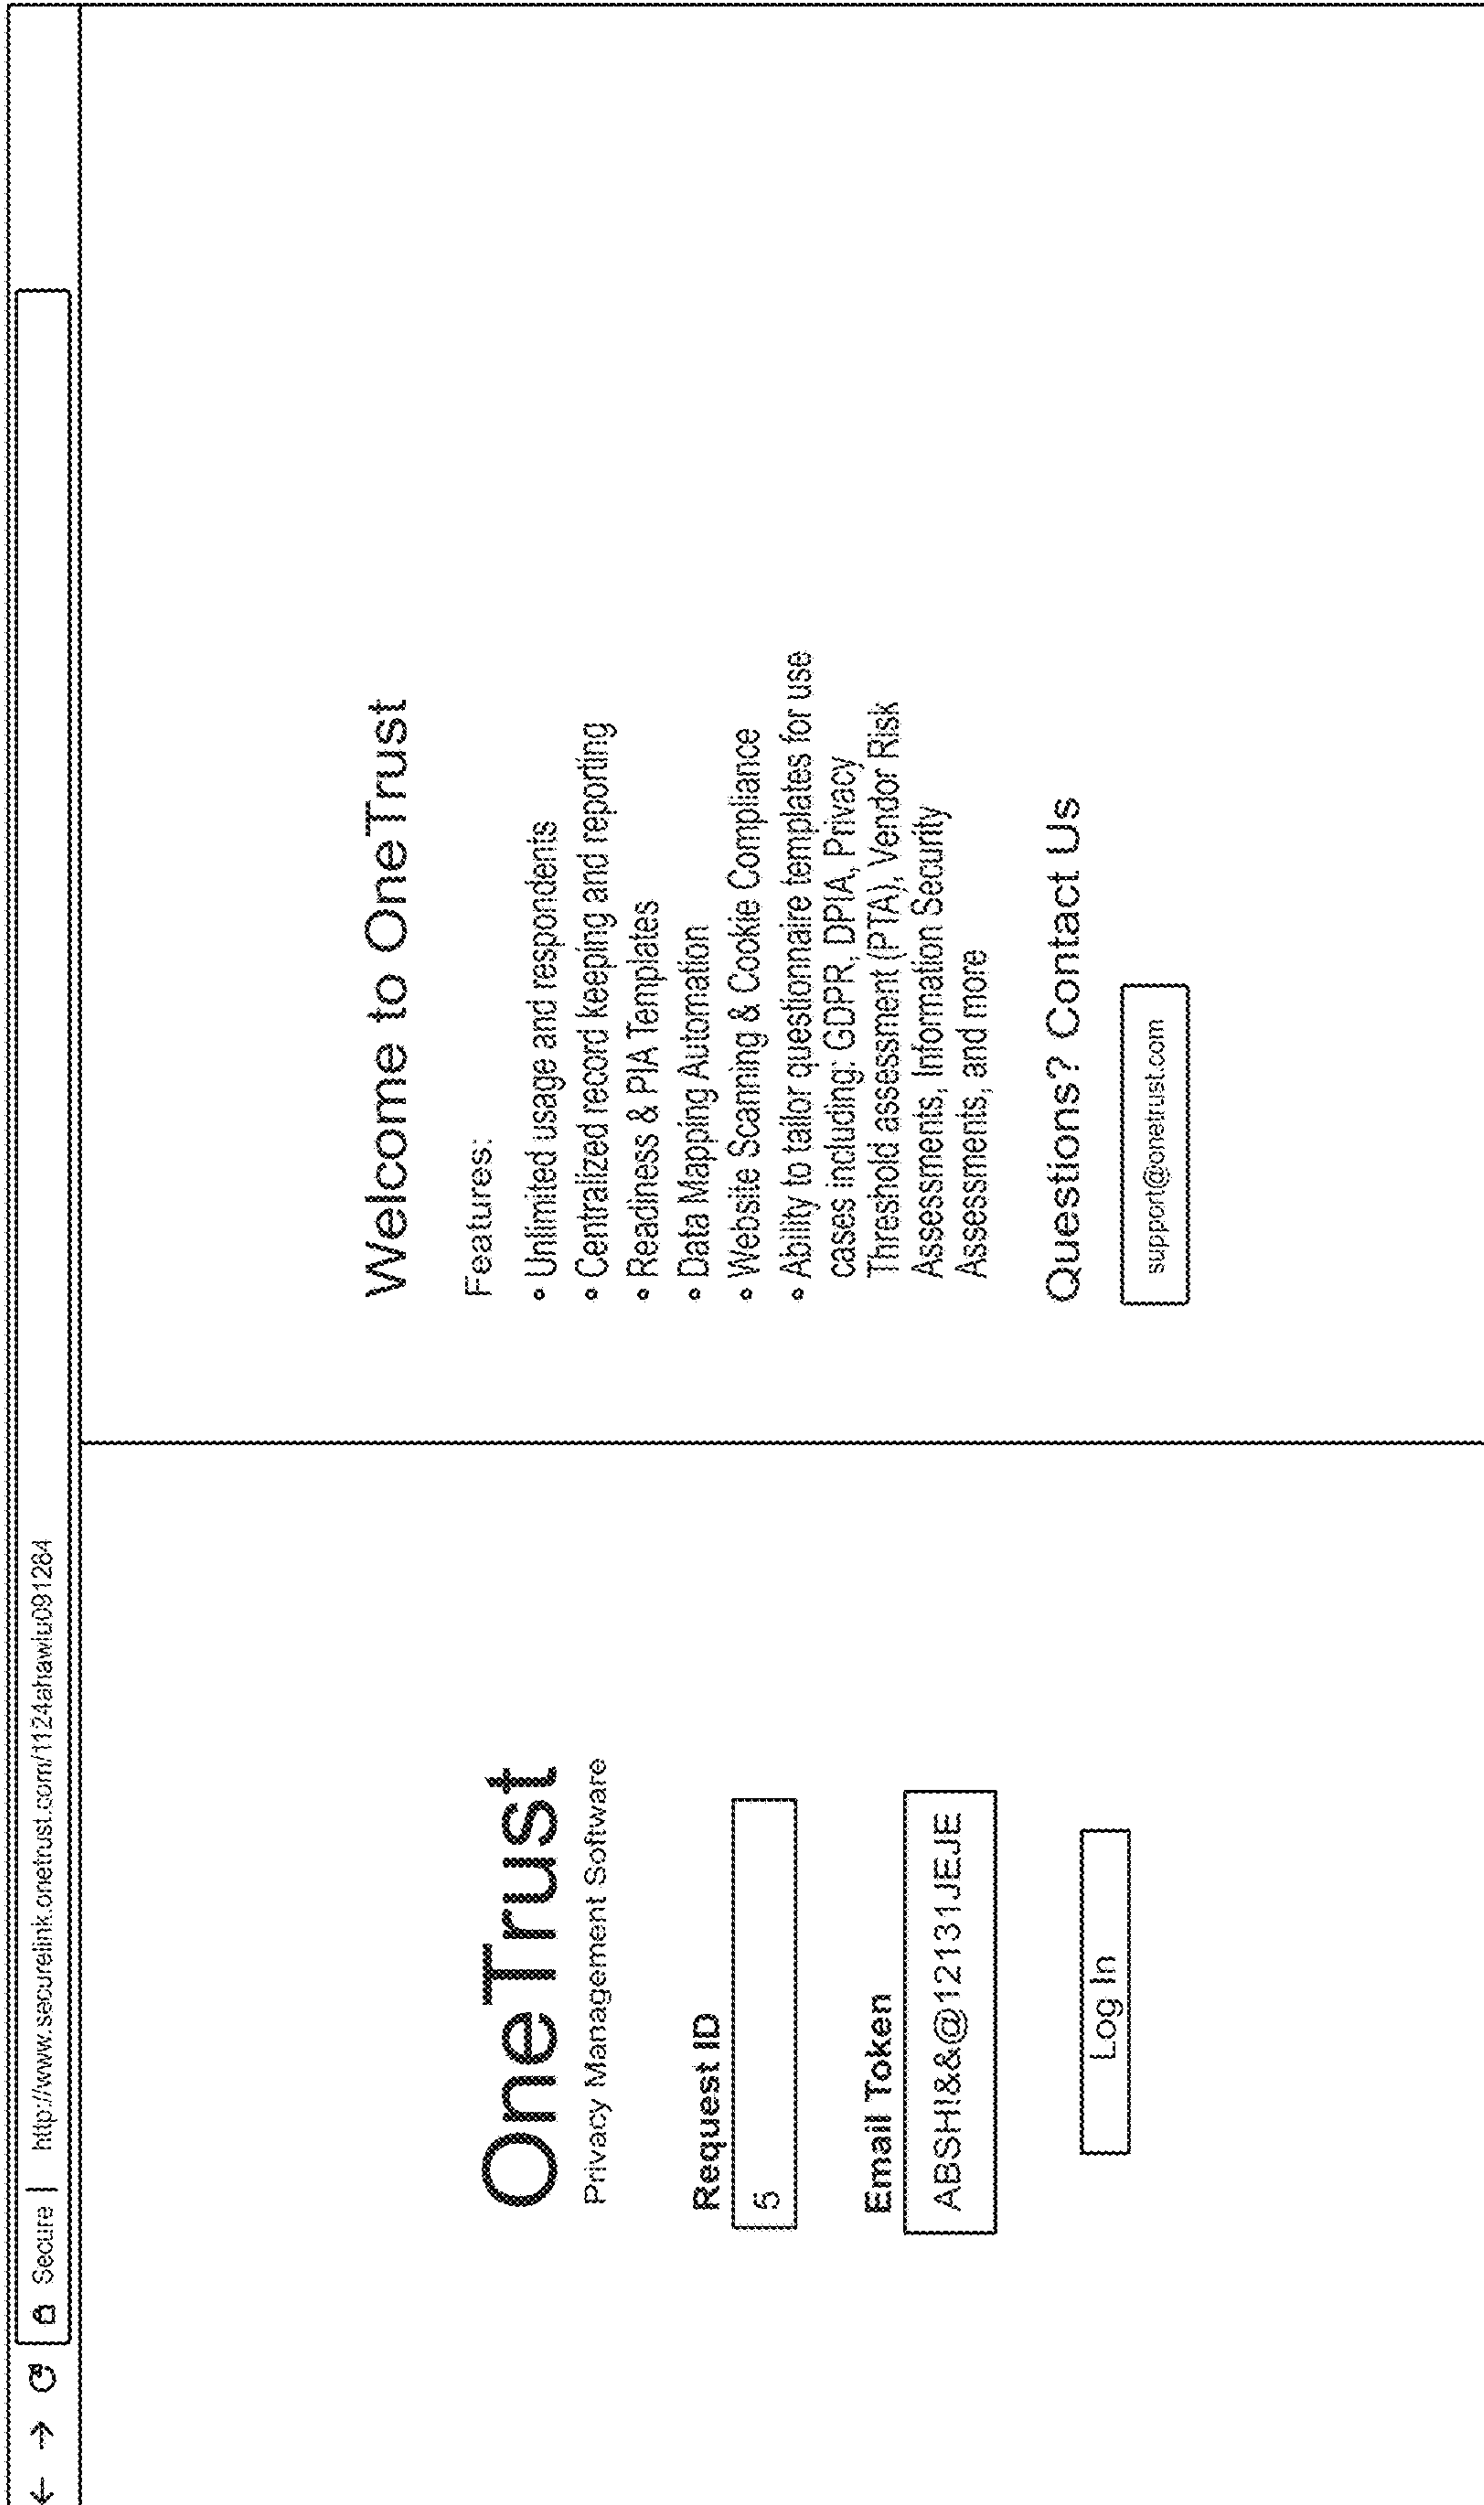 Secure | http://www.securelink.onetrust.com/1124ahawiu091284
OneTrust
Privacy Management Software
Request ID
5
Email Token
ABSHI&&@12131JEJE
Log In
Welcome to OneTrust
Features:
• Unlimited usage and respondents
• Centralized record keeping and reporting
• Readiness & PIA Templates
• Data Mapping Automation
• Website Scanning & Cookie Compliance
• Ability to tailor questionnaire templates for use
cases including: GDPR, DPIA, Privacy
Threshold assessment (PTA), Vendor Risk
Assessments, Information Security
Assessments, and more
Questions? Contact Us
support@onetrust.com